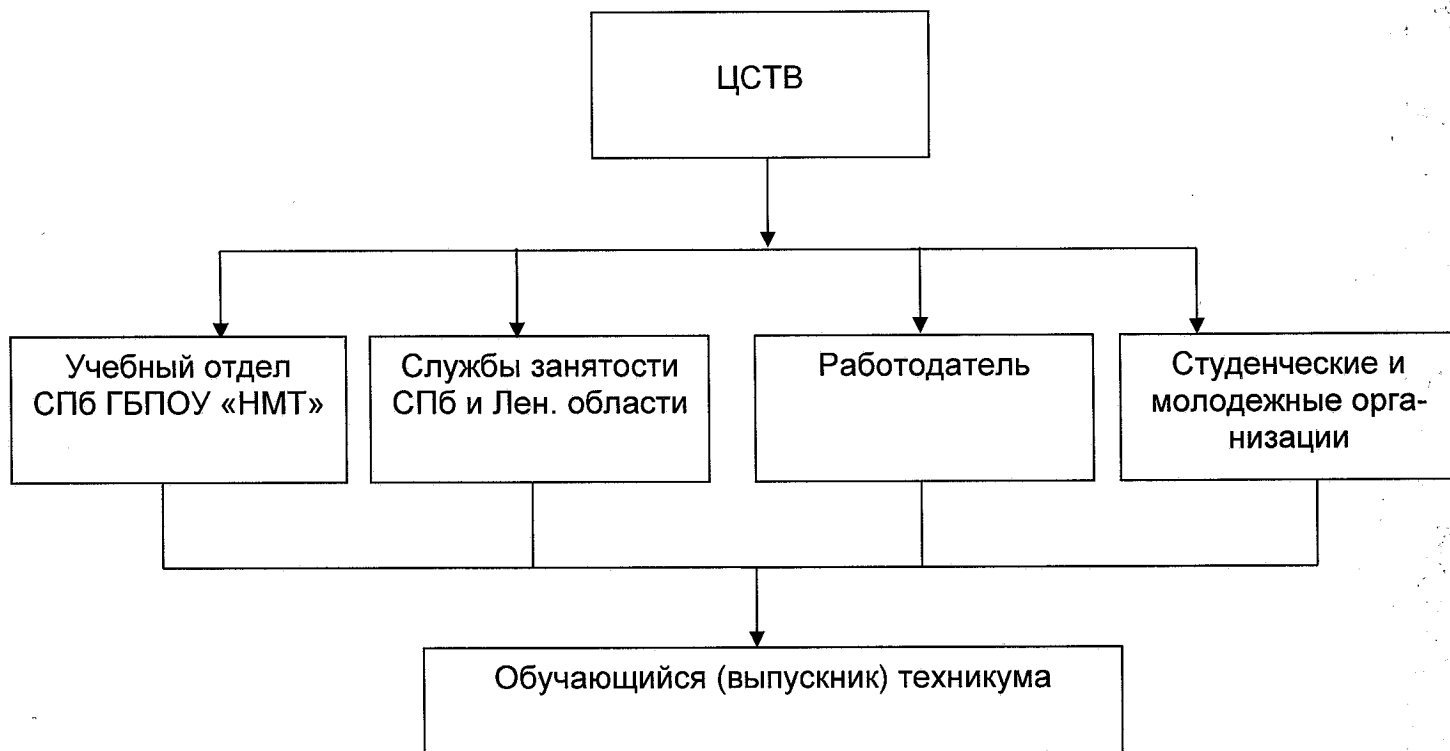 ЦСТВ
Учебный отдел
СПб ГБПОУ «НМТ»
Службы занятости
СПб и Лен. области
Работодатель
Студенческие и
молодежные орга-
низации
Обучающийся (выпускник) техникума